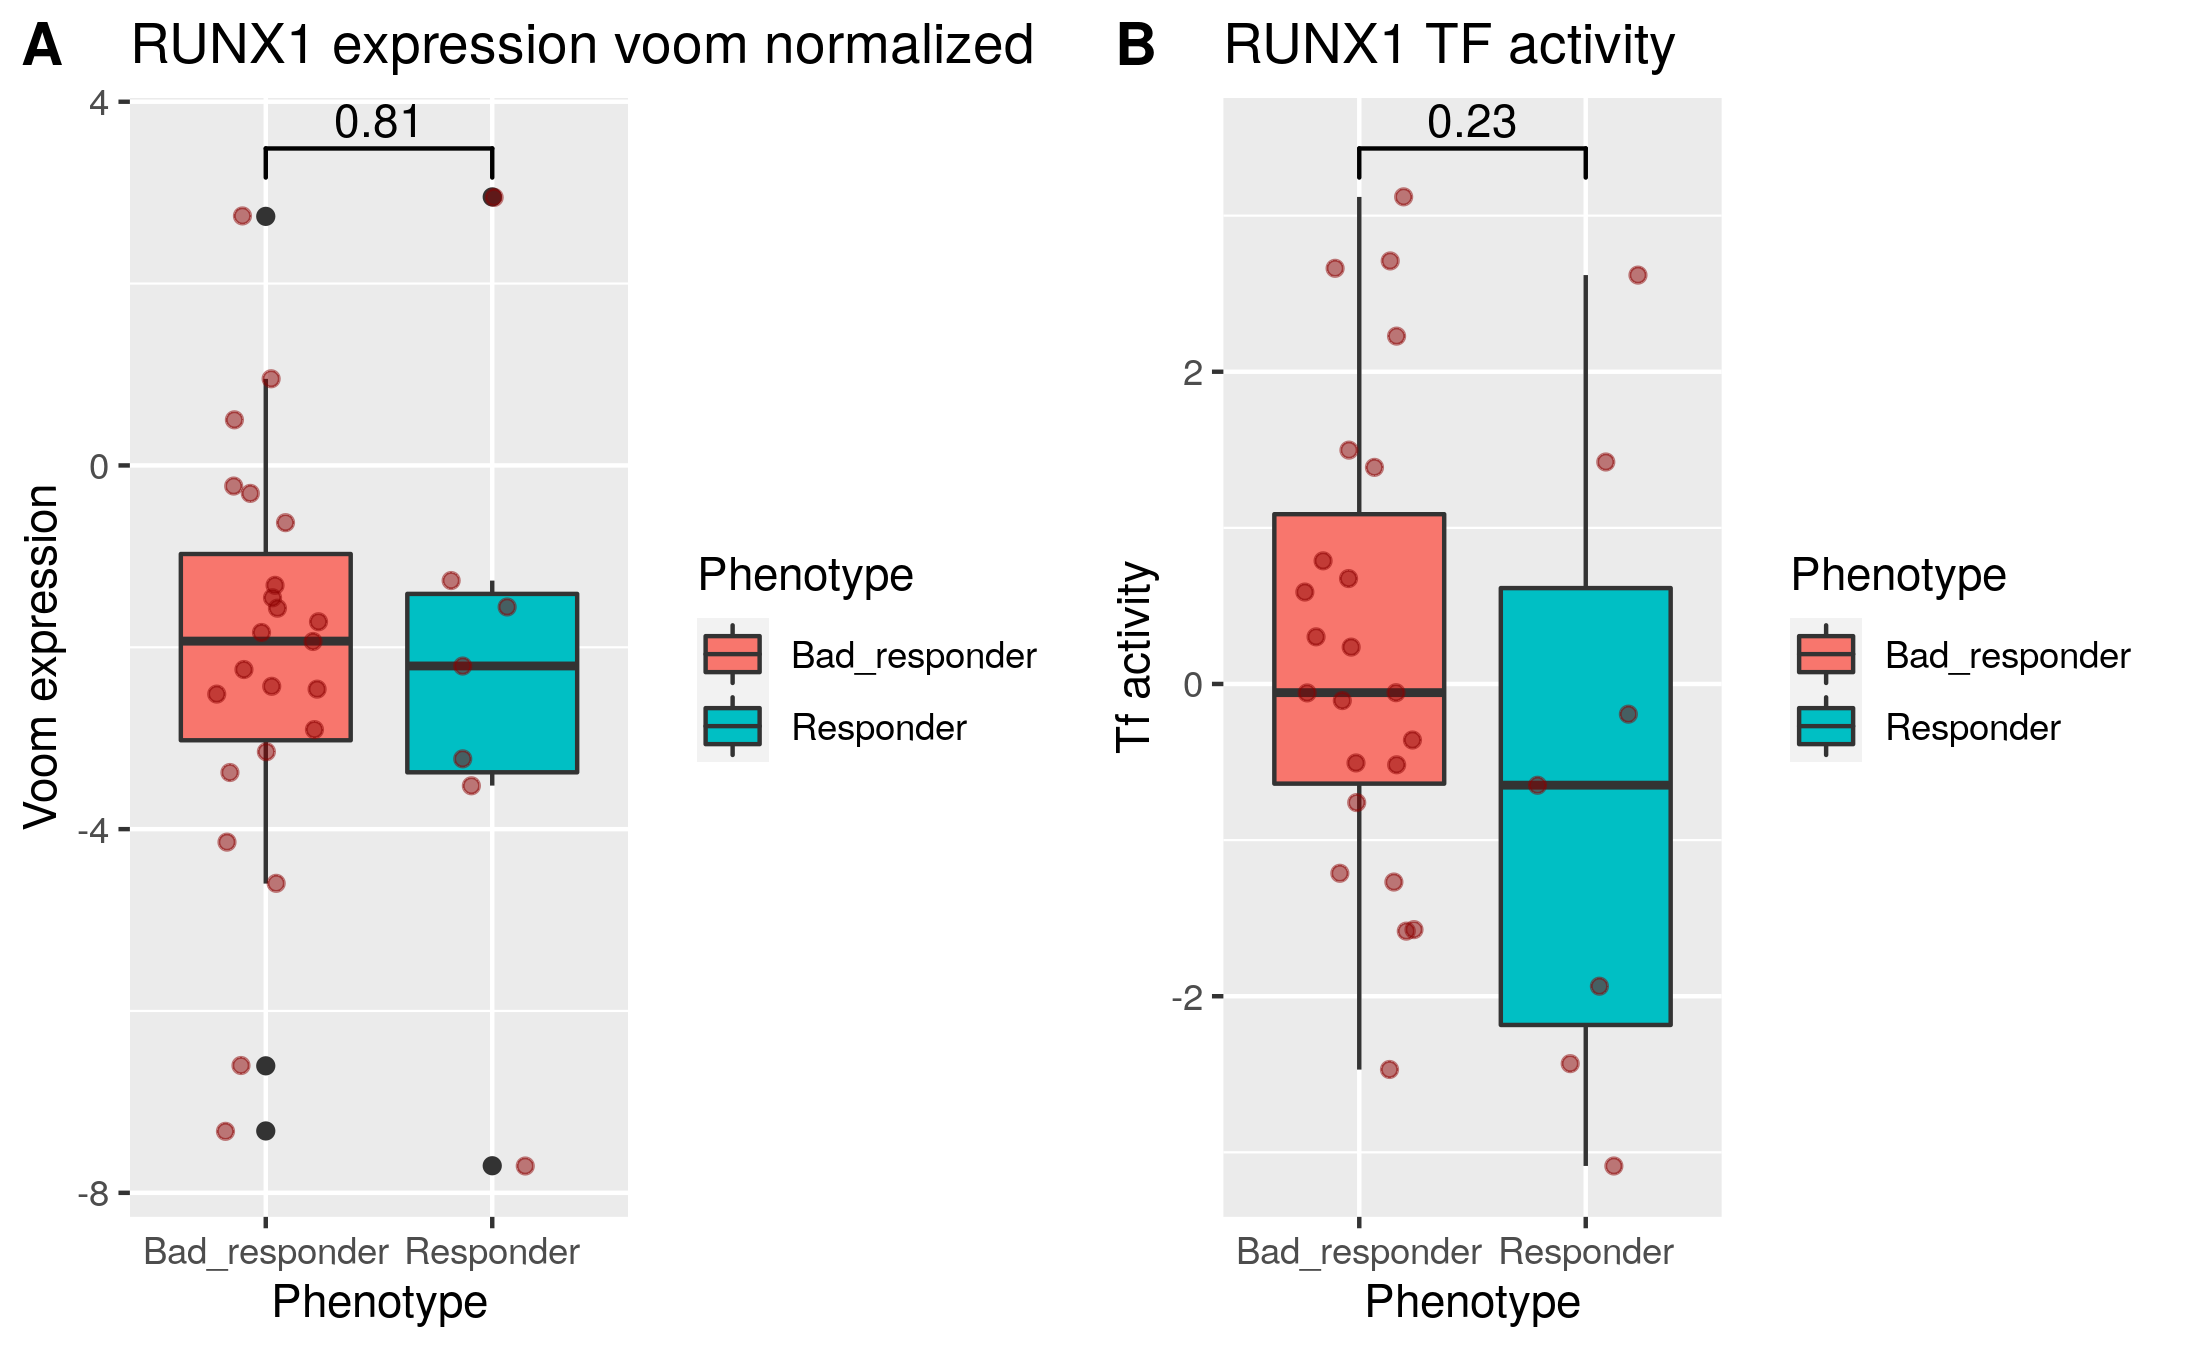 A RUNX1 expression voom normalized
4
0.81
0
-4
-8
Voom expression
Bad_responder Responder
Phenotype
Phenotype
Bad_responder
Responder
B RUNX1 TF activity
0.23
2
0
-2
Tf activity
Bad_responder Responder
Phenotype
Phenotype
Bad_responder
Responder